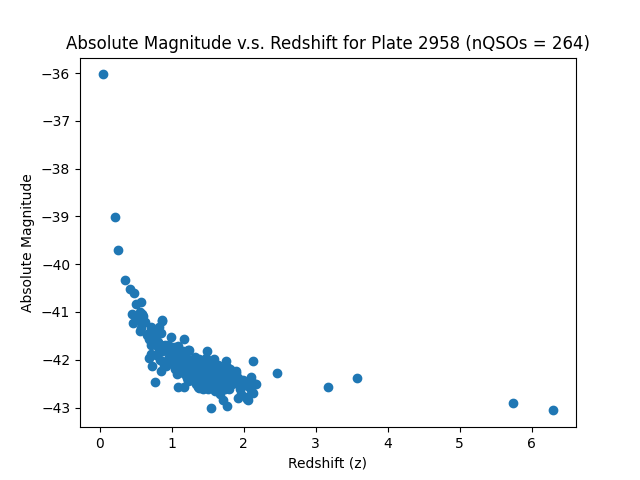 Absolute Magnitude v.s. Redshift for Plate 2958 (nQSOs = 264)
−36
−37
−38
−39
−40
−41
−42
−43
Absolute Magnitude
0 1 2 3 4 5 6
Redshift (z)